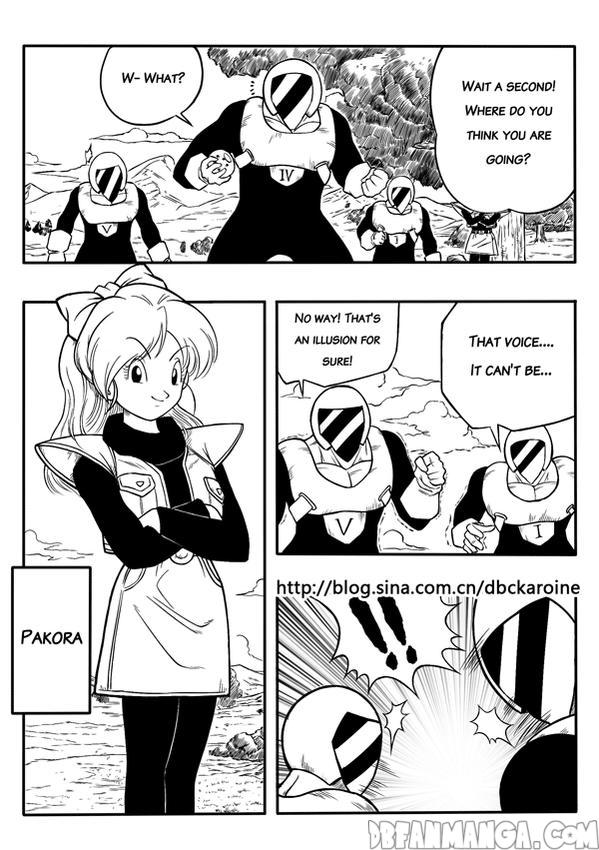 WAIT A SECOND!
WHERE DO YOU
THINK YOU ARE
GOING?
W- WHAT?
IV
V
THAT VOICE....
IT CAN'T BE...
NO WAY! THAT'S
AN ILLUSION FOR
SURE!
V
I
PAKORA
http://blog.sina.com.cn/dbckaroine
!!
DBFANMANGA.COM